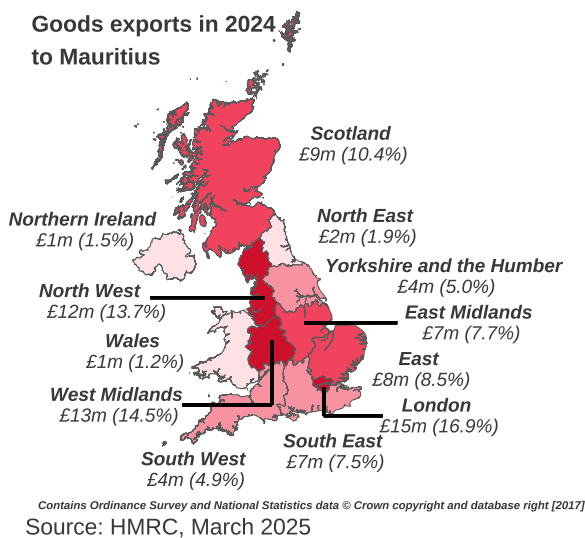 Goods exports in 2024
to Mauritius
Scotland
£9m (10.4%)
Northern Ireland
£1m (1.5%)
North East
£2m (1.9%)
Yorkshire and the Humber
£4m (5.0%)
North West
£12m (13.7%)
East Midlands
£7m (7.7%)
Wales
£1m (1.2%)
East
£8m (8.5%)
West Midlands
£13m (14.5%)
London
£15m (16.9%)
South East
£7m (7.5%)
South West
£4m (4.9%)
Contains Ordinance Survey and National Statistics data © Crown copyright and database right [2017]
Source: HMRC, March 2025